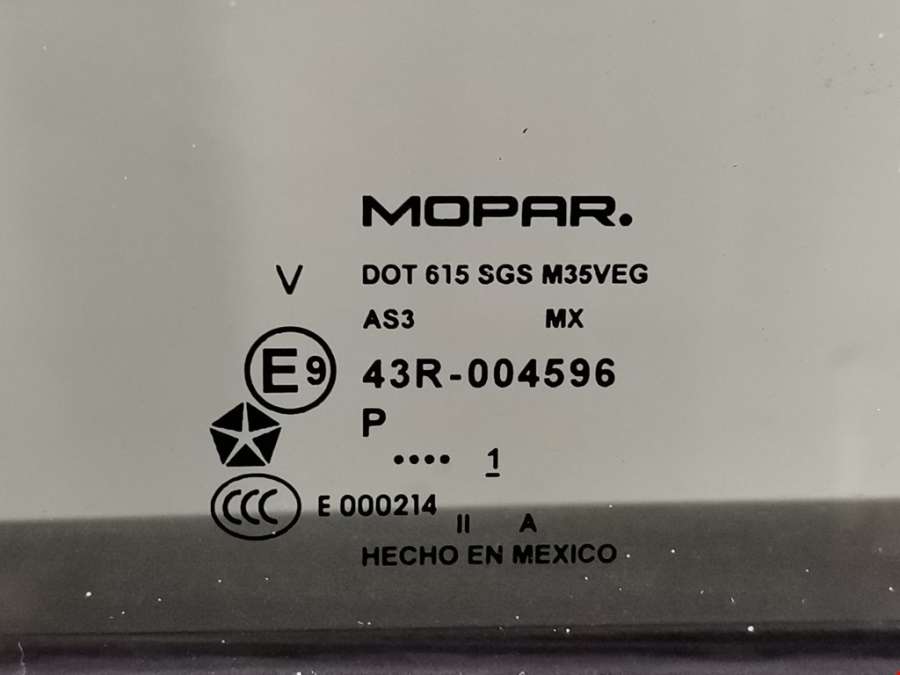 MOPAR.
V DOT 615 SGS M35VEG
AS3 MX
E9 43R-004596
P
•••• 1
CCC E 000214
II A
HECHO EN MEXICO